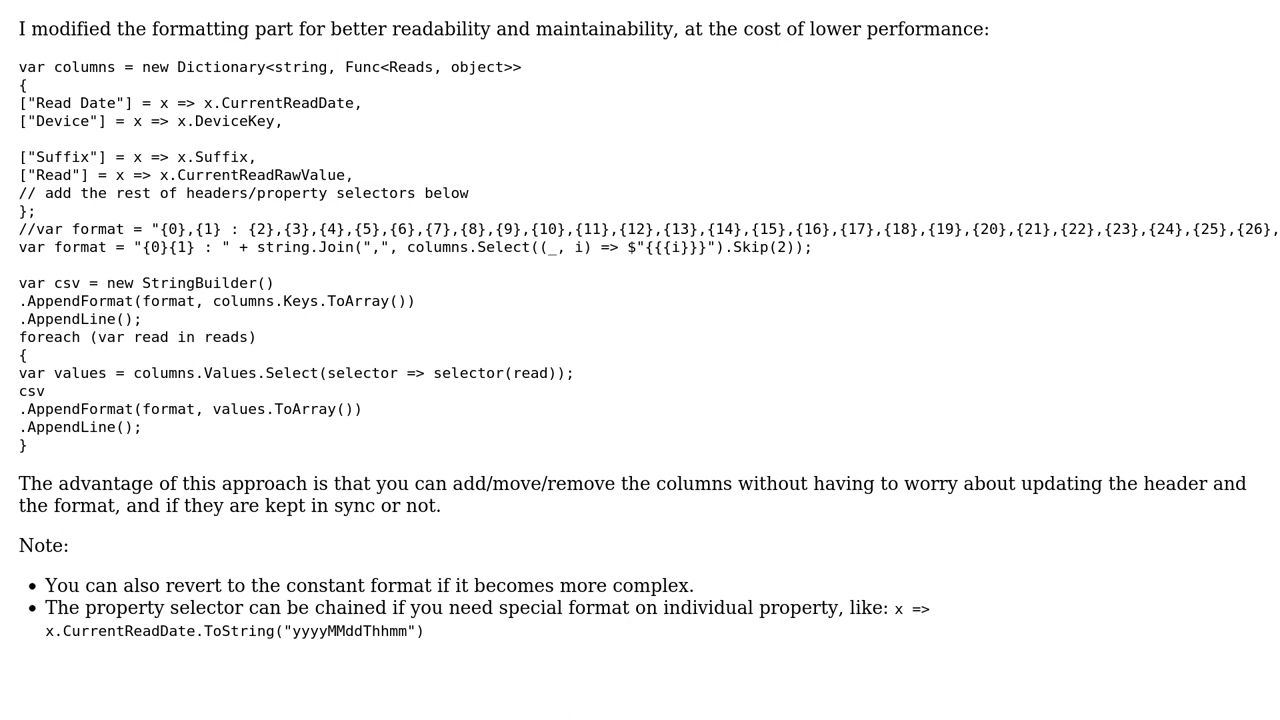 I modified the formatting part for better readability and maintainability, at the cost of lower performance:
var columns = new Dictionary<string, Func<Reads, object>>
{
["Read Date"] = x => x.CurrentReadDate,
["Device"] = x => x.DeviceKey,
["Suffix"] = x => x.Suffix,
["Read"] = x => x.CurrentReadRawValue,
// add the rest of headers/property selectors below
};
//var format = "{0},{1} : {2},{3},{4},{5},{6},{7},{8},{9},{10},{11},{12},{13},{14},{15},{16},{17},{18},{19},{20},{21},{22},{23},{24},{25},{26},
var format = "{0}{1} : " + string.Join(",", columns.Select((_, i) => $"{{{i}}}").Skip(2));
var csv = new StringBuilder()
.AppendFormat(format, columns.Keys.ToArray())
.AppendLine();
foreach (var read in reads)
{
var values = columns.Values.Select(selector => selector(read));
csv
.AppendFormat(format, values.ToArray())
.AppendLine();
}
The advantage of this approach is that you can add/move/remove the columns without having to worry about updating the header and
the format, and if they are kept in sync or not.
Note:
• You can also revert to the constant format if it becomes more complex.
• The property selector can be chained if you need special format on individual property, like: x =>
x.CurrentReadDate.ToString("yyyyMMddThhmm")